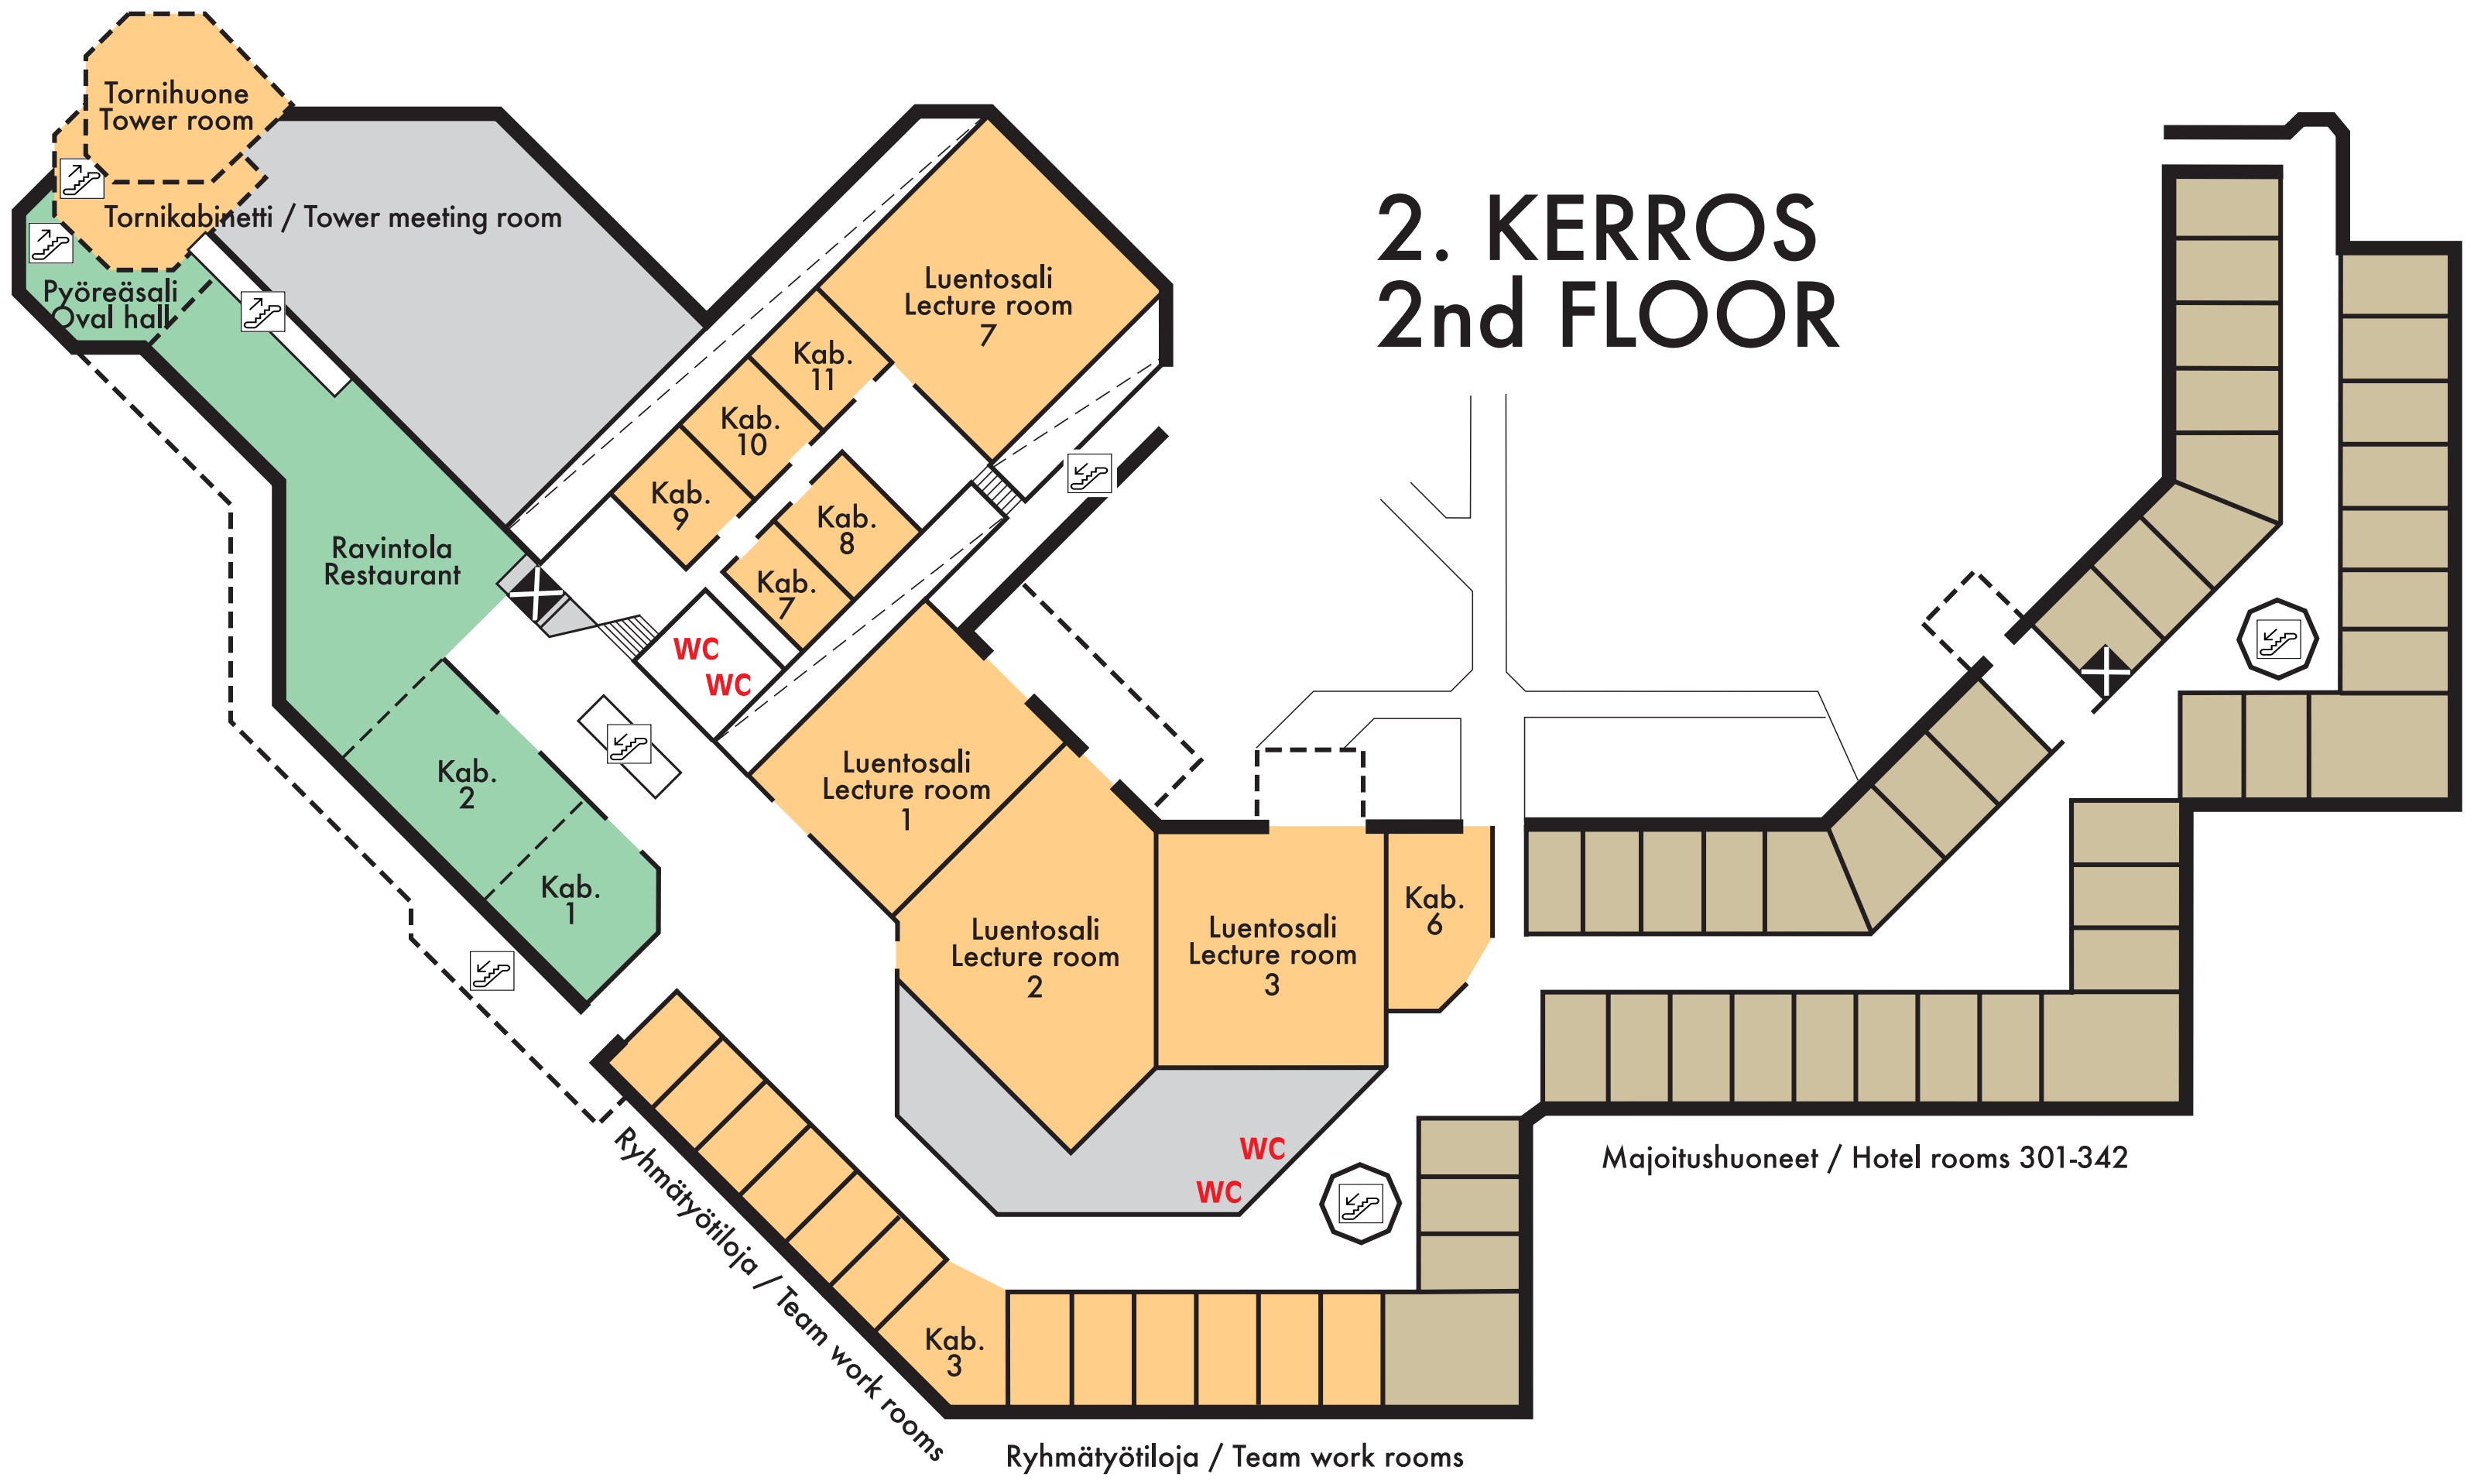 Tornihuone
Tower room
Tornikabinetti / Tower meeting room
Pyöreäsali
Oval hall
2. KERROS
2nd FLOOR
Luentosali
Lecture room
7
Kab.
11
Kab.
10
Kab.
9
Kab.
8
Kab.
7
Ravintola
Restaurant
WC
WC
Kab.
2
Kab.
1
Luentosali
Lecture room
1
Luentosali
Lecture room
2
Luentosali
Lecture room
3
Kab.
6
WC
WC
Majoitushuoneet / Hotel rooms 301-342
Ryhmätyötiloja / Team work rooms
Kab.
3
Ryhmätyötiloja / Team work rooms